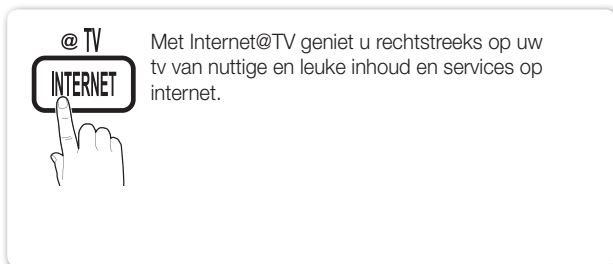 @ TV
INTERNET
Met Internet@TV geniet u rechtstreeks op uw
tv van nuttige en leuke inhoud en services op
internet.